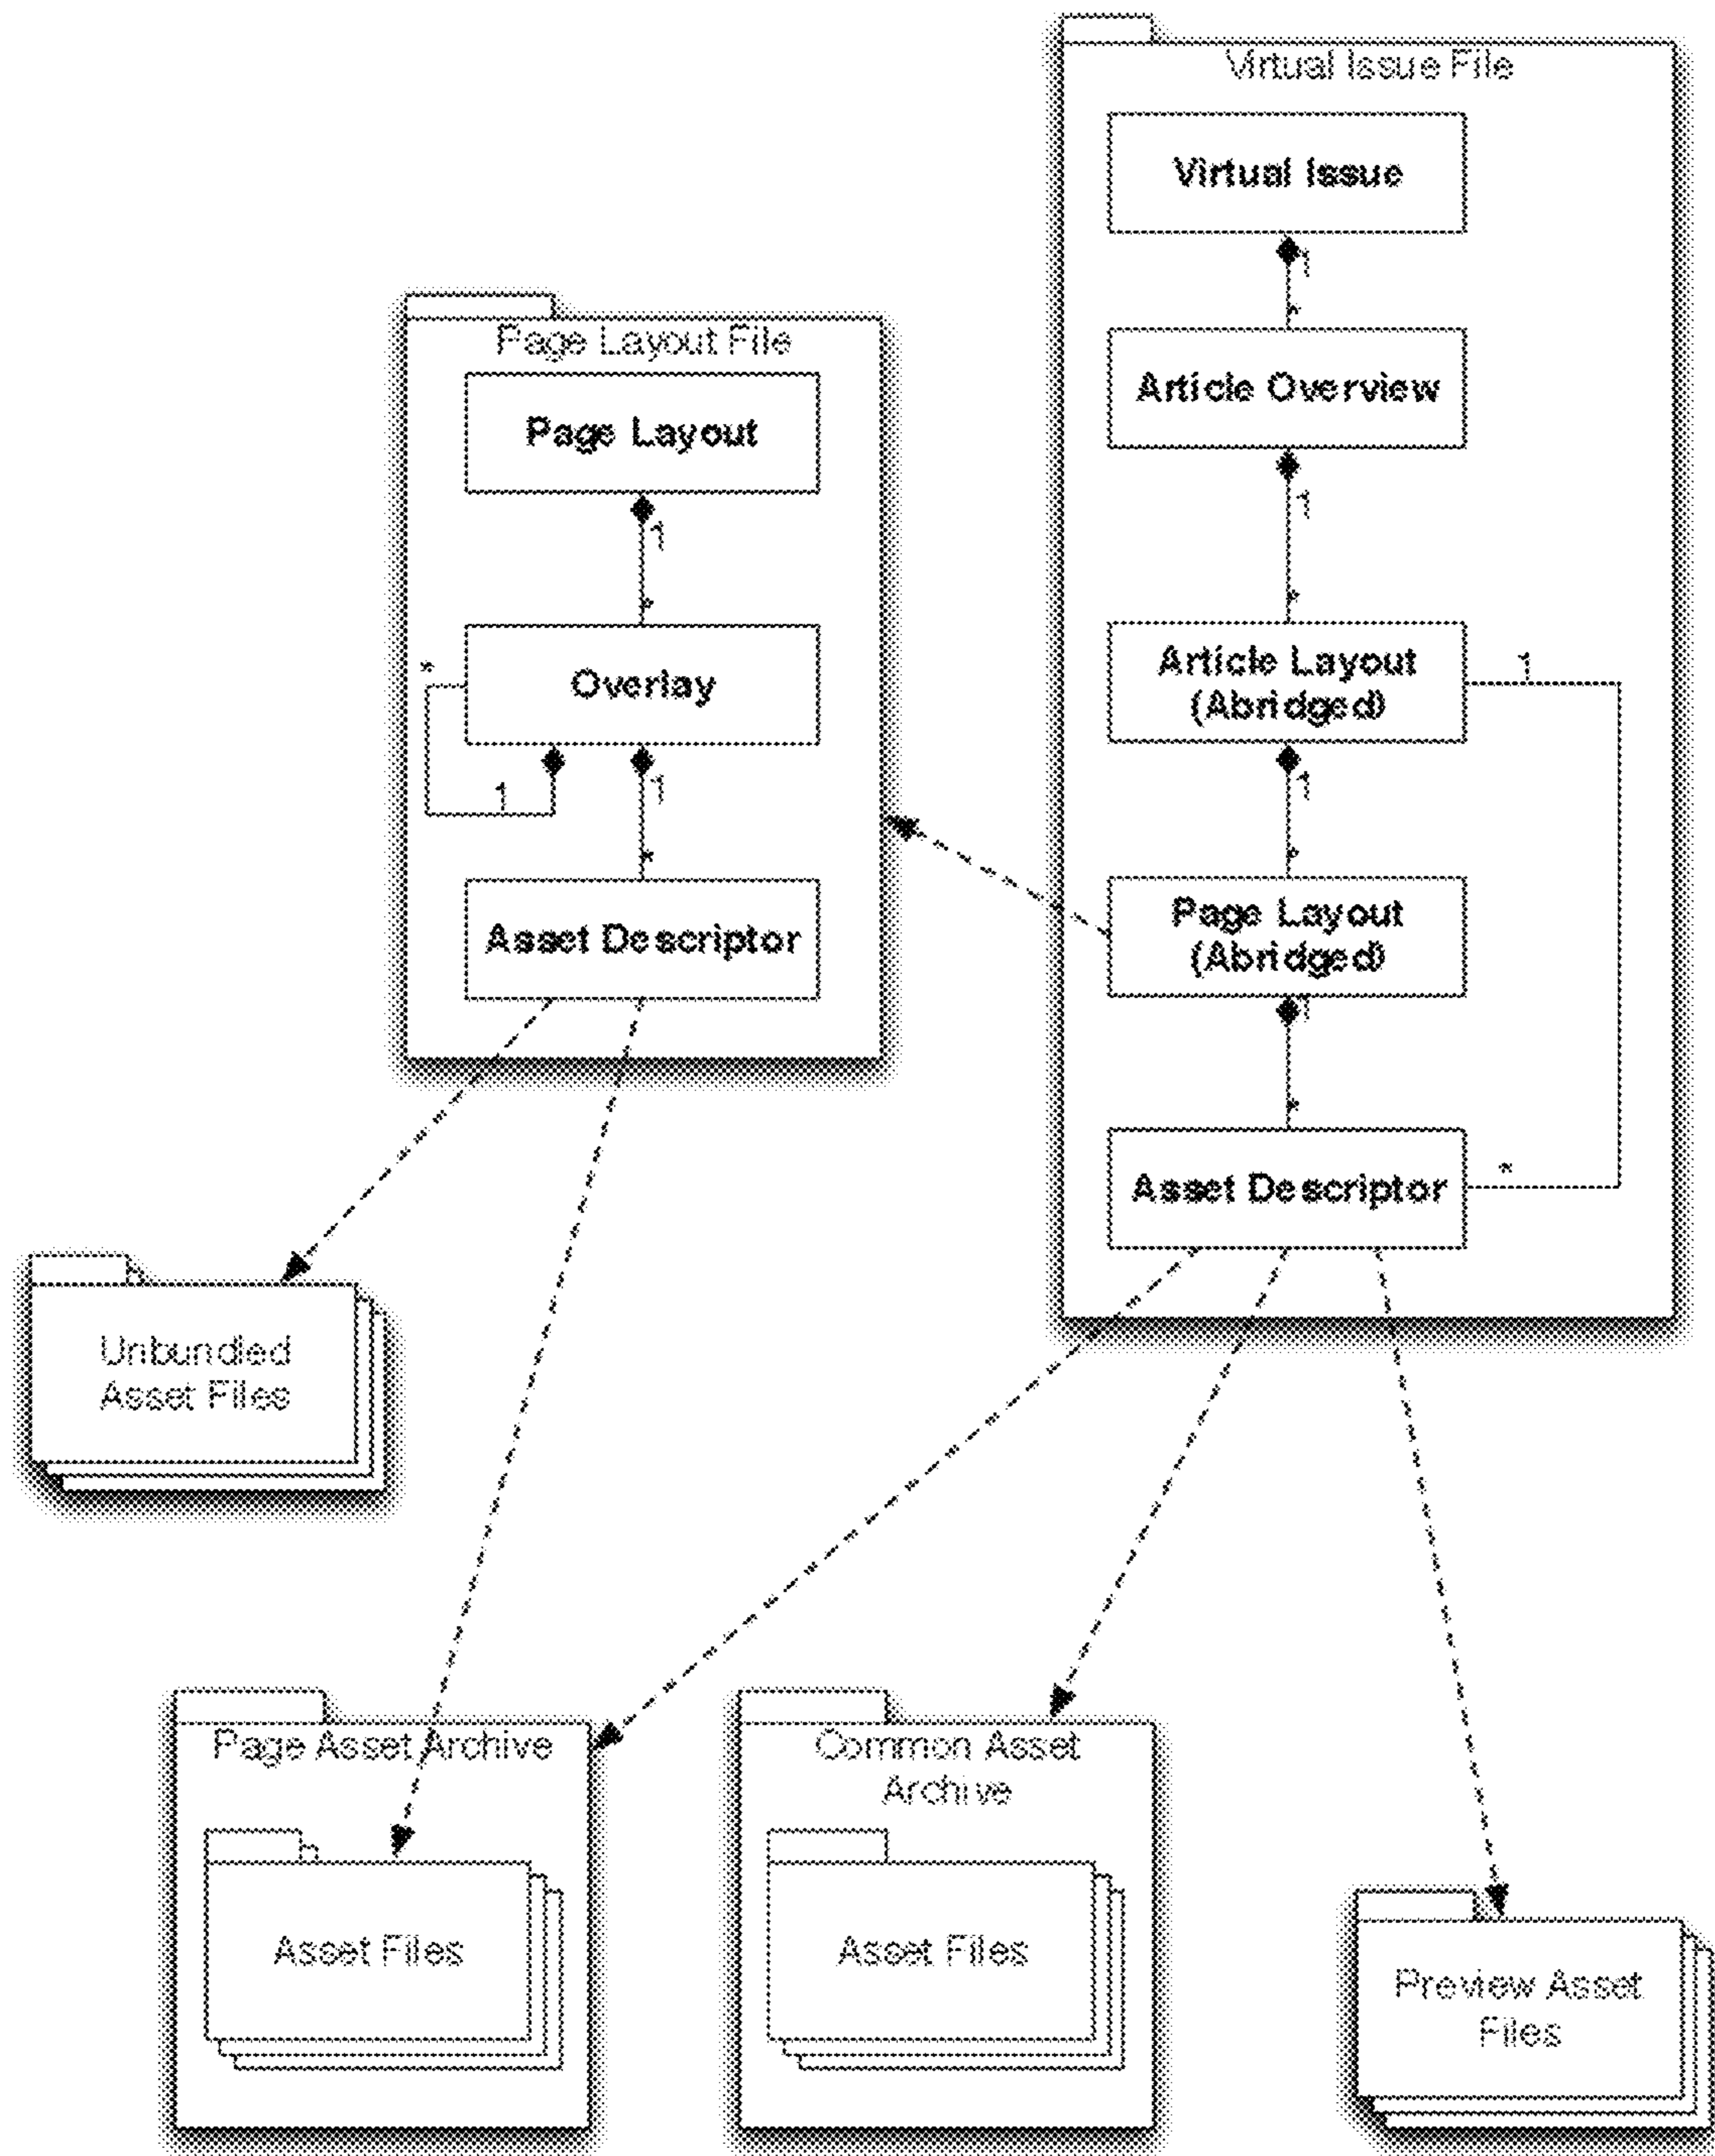 Virtual Issue File
Virtual Issue
1
*
Article Overview
1
*
Article Layout
(Abridged)
1
1
*
Page Layout
(Abridged)
1
*
Asset Descriptor
*
Page Layout File
Page Layout
1
*
Overlay
*
1
1
*
Asset Descriptor
Unbundled
Asset Files
Page Asset Archive
Asset Files
Common Asset
Archive
Asset Files
Preview Asset
Files